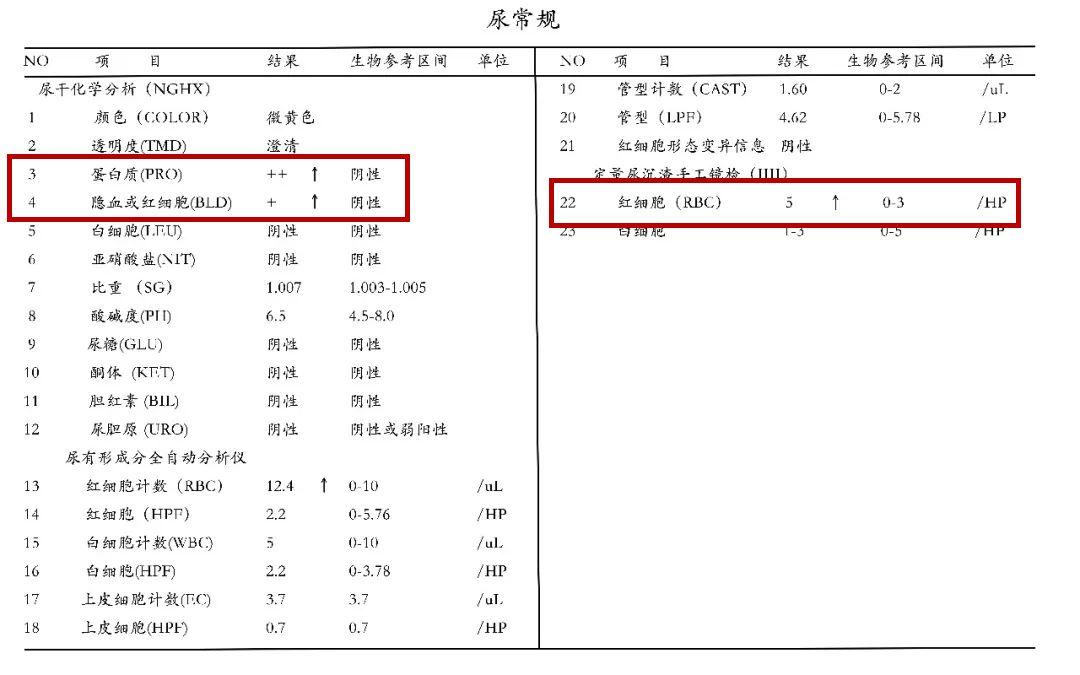 尿常规
NO 项 目 结果 生物参考区间 单位
尿干化学分析（NGHX）
1 颜色（COLOR） 微黄色
2 透明度(TMD) 澄清
3 蛋白质(PRO) ++ ↑ 阴性
4 隐血或红细胞(BLD) + ↑ 阴性
5 白细胞(LEU) 阴性 阴性
6 亚硝酸盐(NIT) 阴性 阴性
7 比重（SG） 1.007 1.003-1.005
8 酸碱度(PH) 6.5 4.5-8.0
9 尿糖(GLU) 阴性 阴性
10 酮体（KET） 阴性 阴性
11 胆红素（BIL） 阴性 阴性
12 尿胆原（URO） 阴性 阴性或弱阳性
尿有形成分全自动分析仪
13 红细胞计数（RBC） 12.4 ↑ 0-10 /uL
14 红细胞（HPF） 2.2 0-5.76 /HP
15 白细胞计数(WBC) 5 0-10 /uL
16 白细胞(HPF) 2.2 0-3.78 /HP
17 上皮细胞计数(EC) 3.7 3.7 /uL
18 上皮细胞(HPF) 0.7 0.7 /HP
NO 项 目 结果 生物参考区间 单位
19 管型计数（CAST） 1.60 0-2 /uL
20 管型（LPF） 4.62 0-5.78 /LP
21 红细胞形态变异信息 阴性
定量尿沉渣手工镜检
22 红细胞（RBC） 5 ↑ 0-3 /HP
23 白细胞 1-3 0-5 /HP